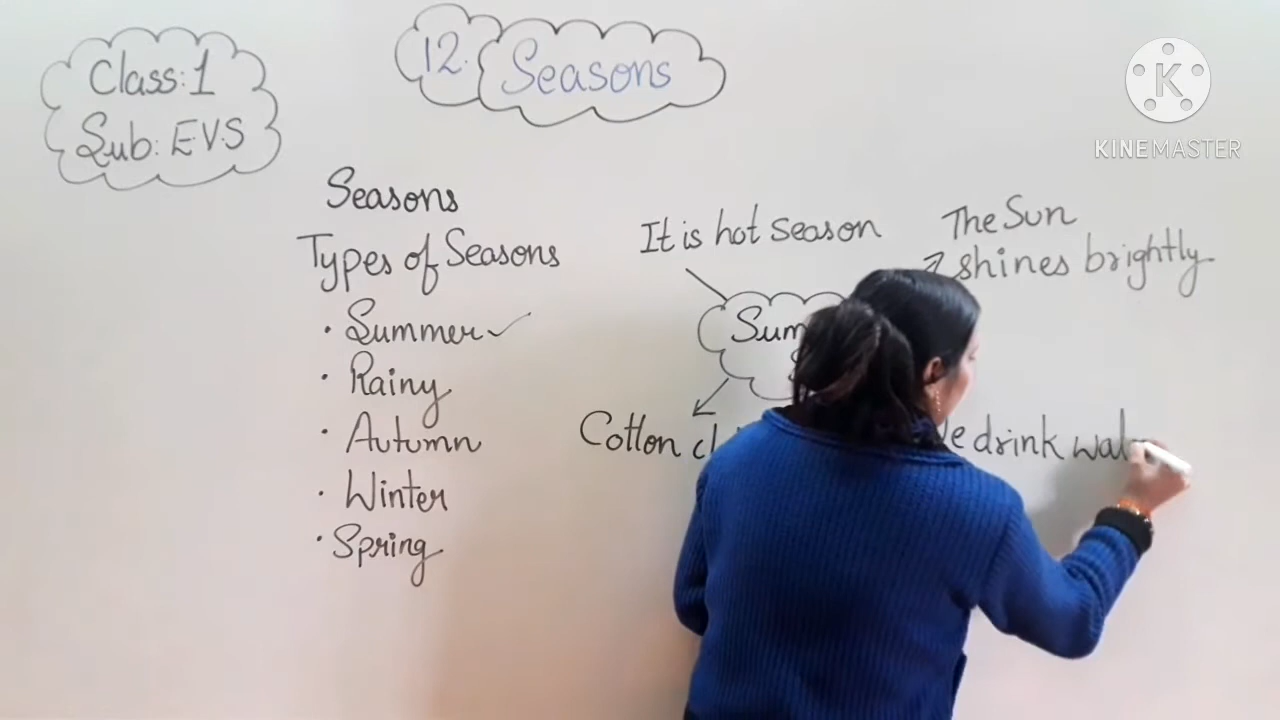 Class: 1
Sub: E.V.S
12. Seasons
Seasons
Types of Seasons
• Summer ✓
• Rainy
• Autumn
• Winter
• Spring
It is hot season
The Sun
shines brightly
Cotton
drink
K
KINEMASTER